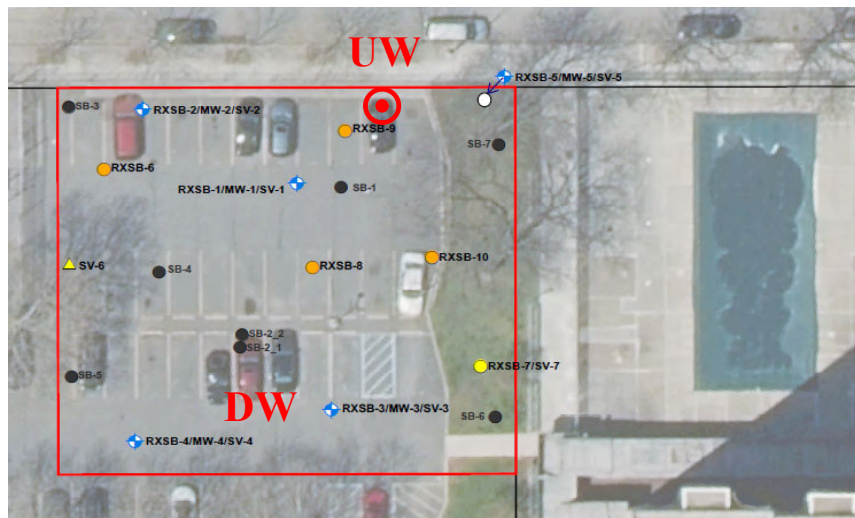 UW
RXSB-5/MW-5/SV-5
SB-3
RXSB-2/MW-2/SV-2
RXSB-9
SB-7
RXSB-6
RXSB-1/MW-1/SV-1
SB-1
SV-6
SB-4
RXSB-8
RXSB-10
SB-2_2
SB-2_1
SB-5
RXSB-7/SV-7
DW
RXSB-3/MW-3/SV-3
SB-6
RXSB-4/MW-4/SV-4